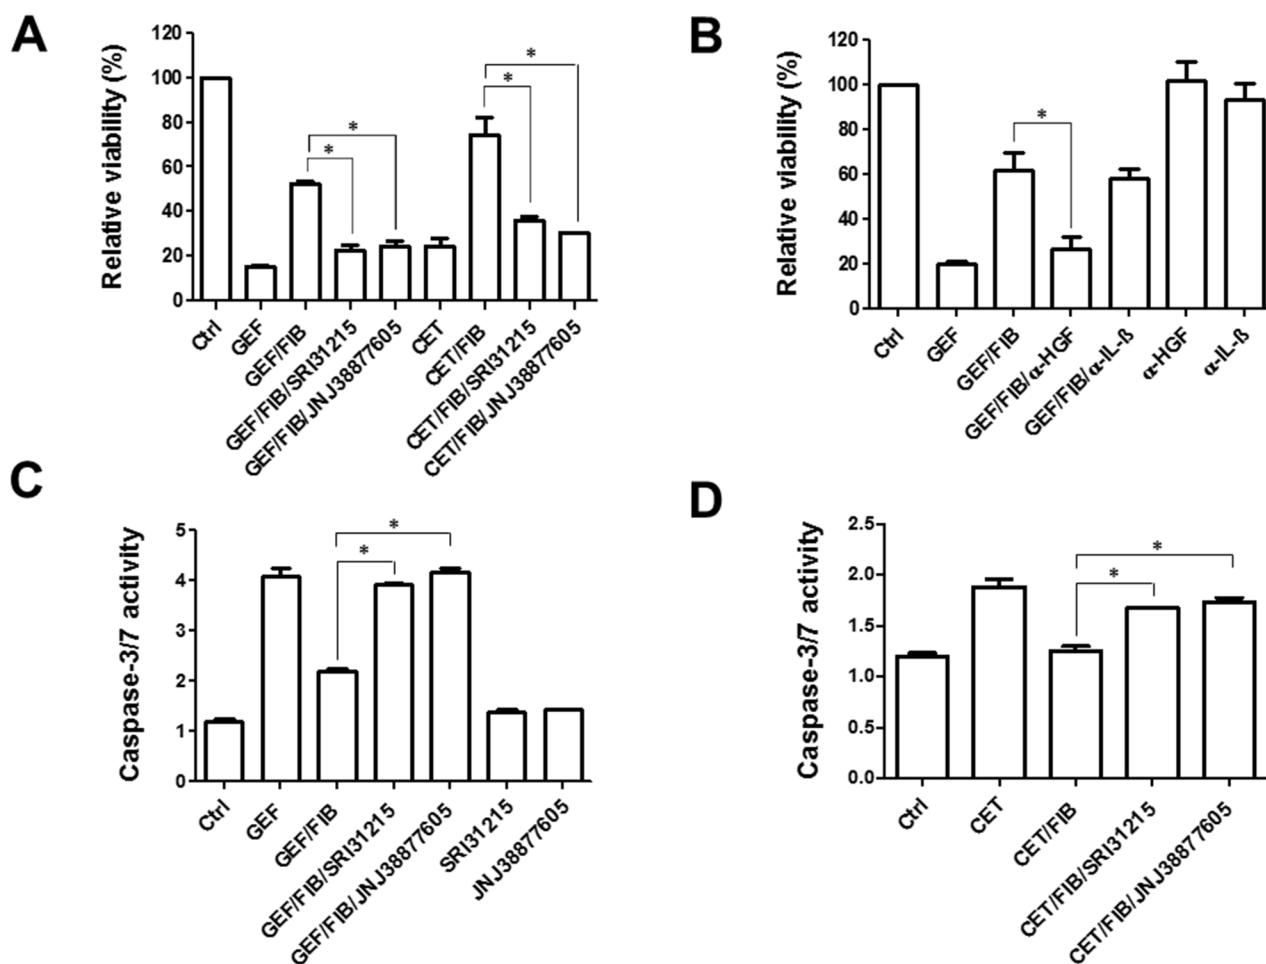 A
Relative viability (%)
120
100
80
60
40
20
0
*
*
*
*
Ctrl
GEF
GEF/FIB
GEF/FIB/SRI31215
GEF/FIB/JNJ38877605
CET
CET/FIB
CET/FIB/SRI31215
CET/FIB/JNJ38877605
B
Relative viability (%)
120
100
80
60
40
20
0
*
Ctrl
GEF
GEF/FIB
GEF/FIB/α-HGF
GEF/FIB/α-IL-ß
α-HGF
α-IL-ß
C
Caspase-3/7 activity
5
4
3
2
1
0
*
*
Ctrl
GEF
GEF/FIB
GEF/FIB/SRI31215
GEF/FIB/JNJ38877605
SRI31215
JNJ38877605
D
Caspase-3/7 activity
2.5
2.0
1.5
1.0
0.5
0.0
*
*
Ctrl
CET
CET/FIB
CET/FIB/SRI31215
CET/FIB/JNJ38877605